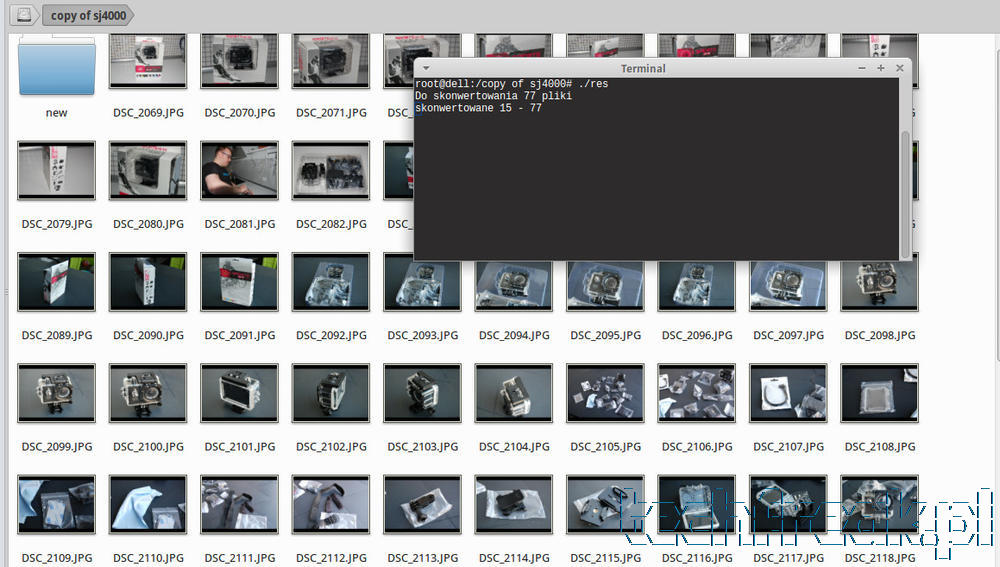 copy of sj4000
Terminal
root@dell:/copy of sj4000# ./res
Do skonwertowania 77 pliki
skonwertowane 15 - 77
new
DSC_2069.JPG
DSC_2070.JPG
DSC_2071.JPG
DSC_2079.JPG
DSC_2080.JPG
DSC_2081.JPG
DSC_2082.JPG
DSC_2089.JPG
DSC_2090.JPG
DSC_2091.JPG
DSC_2092.JPG
DSC_2093.JPG
DSC_2094.JPG
DSC_2095.JPG
DSC_2096.JPG
DSC_2097.JPG
DSC_2098.JPG
DSC_2099.JPG
DSC_2100.JPG
DSC_2101.JPG
DSC_2102.JPG
DSC_2103.JPG
DSC_2104.JPG
DSC_2105.JPG
DSC_2106.JPG
DSC_2107.JPG
DSC_2108.JPG
DSC_2109.JPG
DSC_2110.JPG
DSC_2111.JPG
DSC_2112.JPG
DSC_2113.JPG
DSC_2114.JPG
DSC_2115.JPG
DSC_2116.JPG
DSC_2117.JPG
DSC_2118.JPG
techfreak.pl